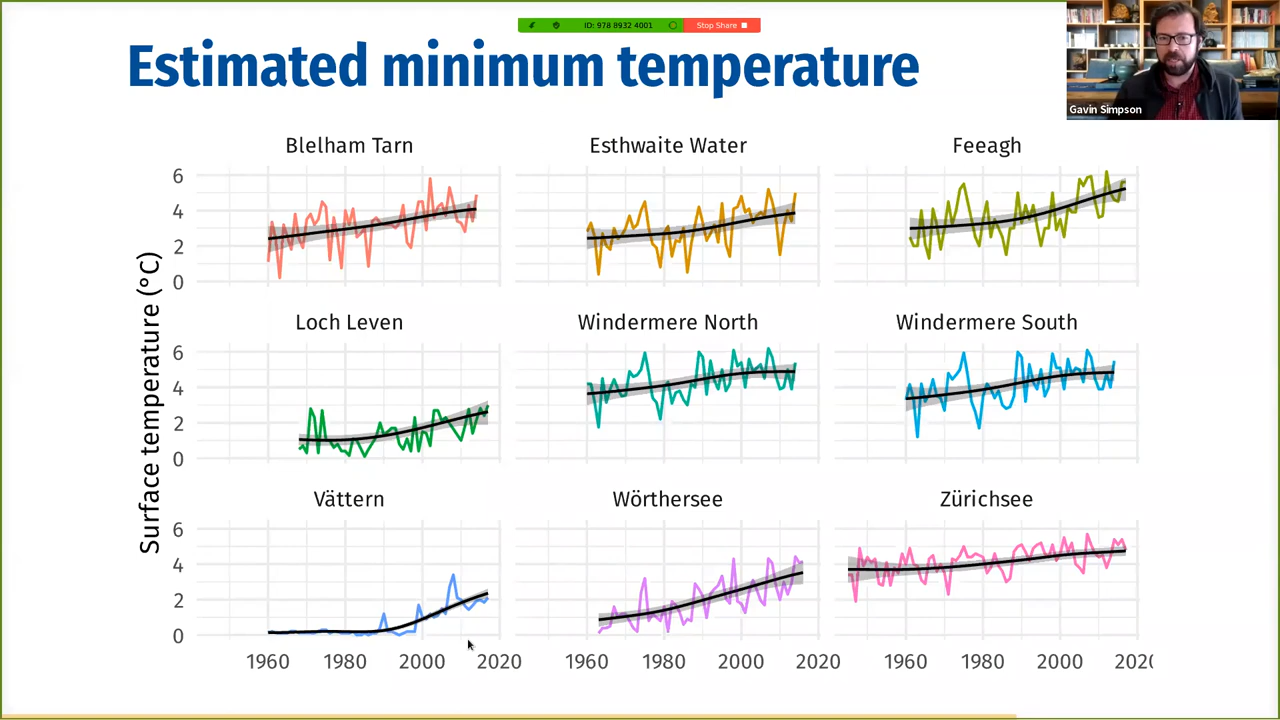 ID: 978 8932 4001 Stop Share
Estimated minimum temperature
Gavin Simpson
Surface temperature (°C)
Blelham Tarn Esthwaite Water Feeagh
6
4
2
0
Loch Leven Windermere North Windermere South
6
4
2
0
Vättern Wörthersee Zürichsee
6
4
2
0
1960 1980 2000 2020 1960 1980 2000 2020 1960 1980 2000 2020